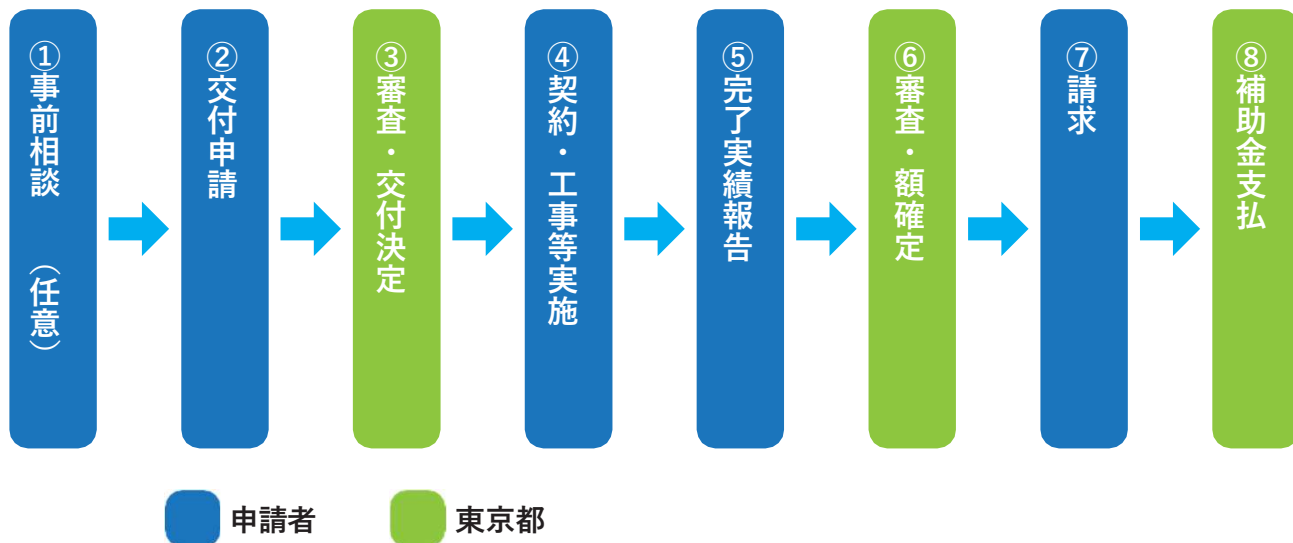 ①事前相談　（任意）
②交付申請
③審査・交付決定
④契約・工事等実施
⑤完了実績報告
⑥審査・額確定
⑦請求
⑧補助金支払
申請者
東京都